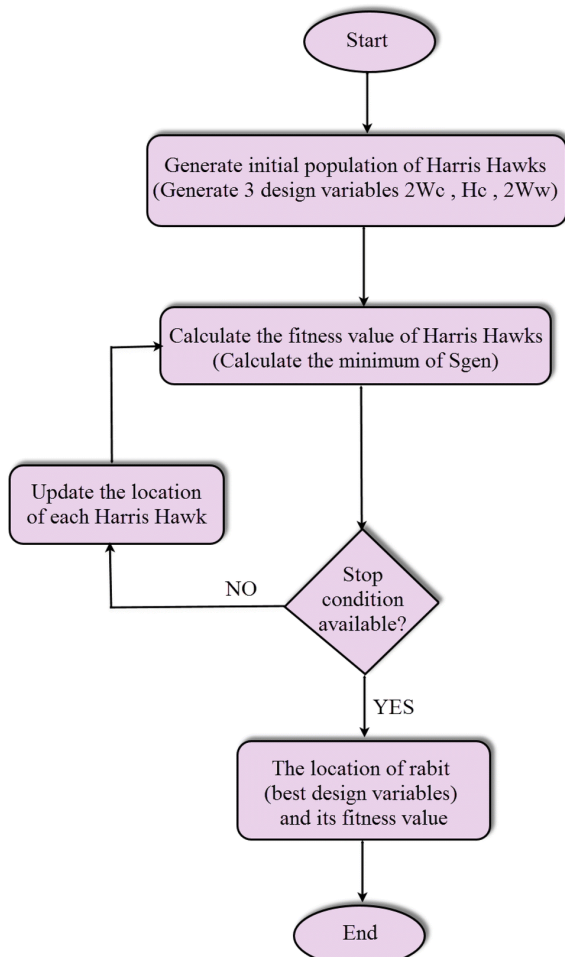 Start
Generate initial population of Harris Hawks
(Generate 3 design variables 2Wc , Hc , 2Ww)
Calculate the fitness value of Harris Hawks
(Calculate the minimum of Sgen)
Update the location
of each Harris Hawk
Stop
condition
available?
NO
YES
The location of rabit
(best design variables)
and its fitness value
End